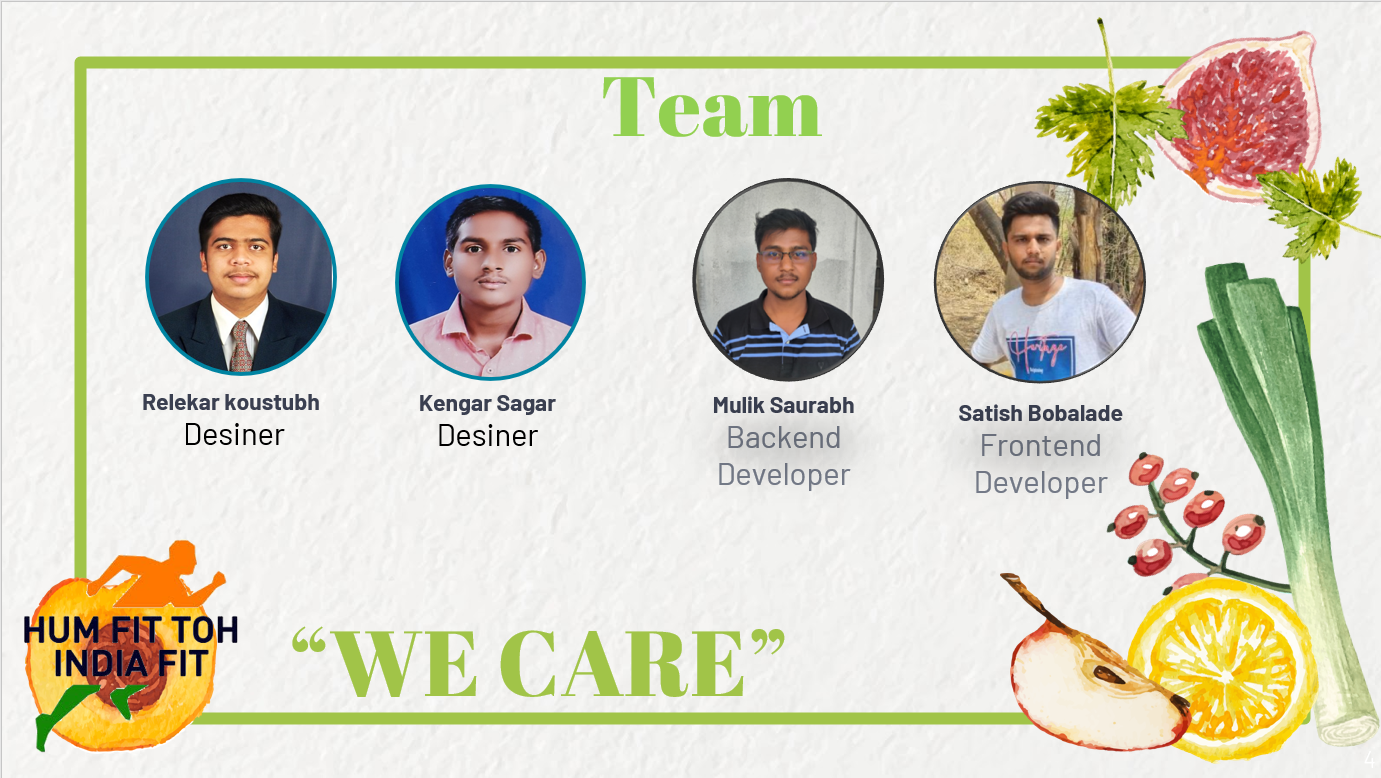 Team
Relekar koustubh
Desiner
Kengar Sagar
Desiner
Mulik Saurabh
Backend
Developer
Satish Bobalade
Frontend
Developer
HUM FIT TOH
INDIA FIT
“WE CARE”
4